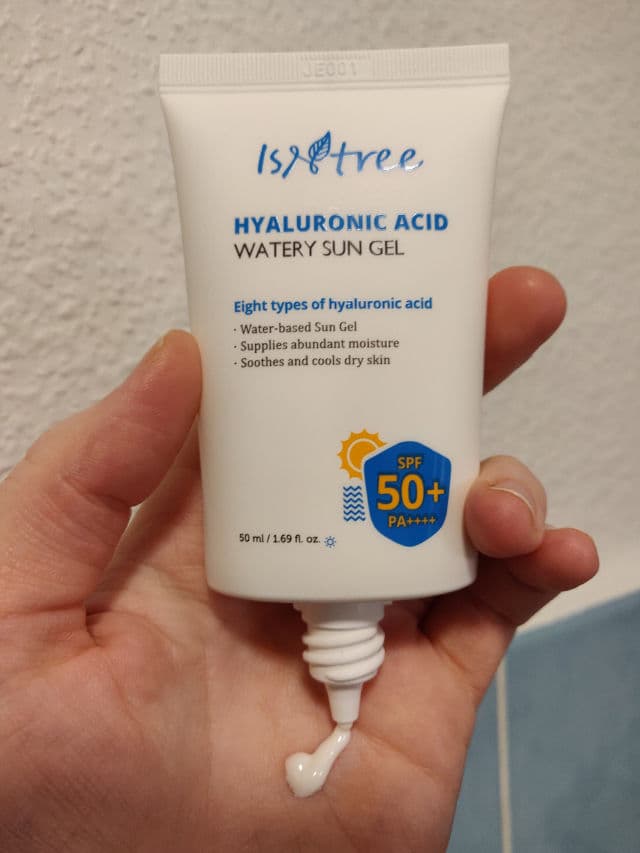 JE001
Isntree
HYALURONIC ACID
WATERY SUN GEL
Eight types of hyaluronic acid
· Water-based Sun Gel
· Supplies abundant moisture
· Soothes and cools dry skin
SPF
50+
PA++++
50 ml / 1.69 fl. oz.